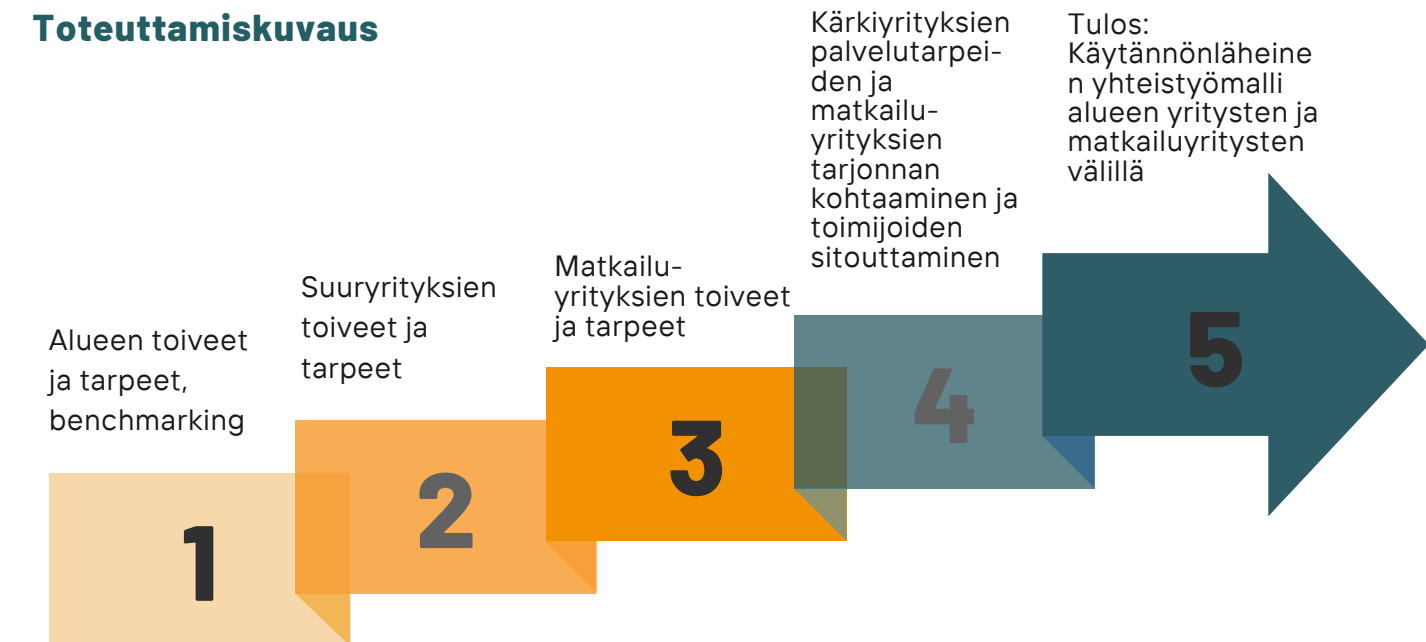 Toteuttamiskuvaus
Alueen toiveet
ja tarpeet,
benchmarking
1
Suuryrityksien
toiveet ja
tarpeet
2
Matkailu-
yrityksien toiveet
ja tarpeet
3
Kärkiyrityksien
palvelutarpei-
den ja
matkailu-
yrityksien
tarjonnan
kohtaaminen ja
toimijoiden
sitouttaminen
4
Tulos:
Käytännönläheine
n yhteistyömalli
alueen yritysten ja
matkailuyritysten
välillä
5